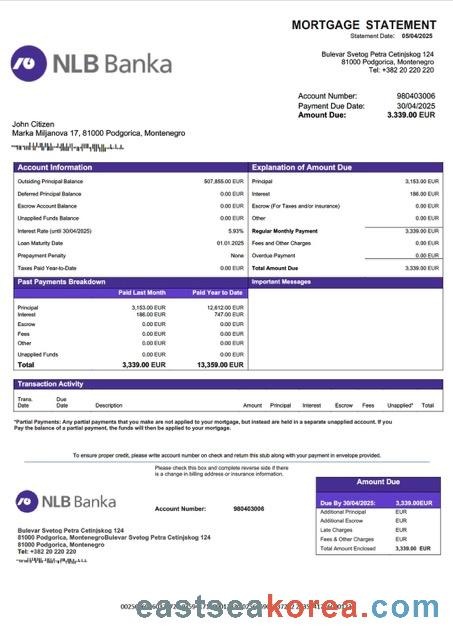 MORTGAGE STATEMENT
Statement Date: 05/04/2025
NLB Banka
Bulevar Svetog Petra Cetinjskog 124
81000 Podgorica, Montenegro
Tel: +382 20 220 220
Account Number: 980403006
Payment Due Date: 30/04/2025
Amount Due: 3.339.00 EUR
John Citizen
Marka Miljanova 17, 81000 Podgorica, Montenegro
Account Information
Outsiding Principal Balance 507,855.00 EUR
Deferred Principal Balance 0.00 EUR
Escrow Account Balance 0.00 EUR
Unapplied Funds Balance 0.00 EUR
Interest Rate (until 30/04/2025) 5.93%
Loan Maturity Date 01.01.2025
Prepayment Penalty None
Taxes Paid Year-to-Date 0.00 EUR
Explanation of Amount Due
Principal 3,153.00 EUR
Interest 186.00 EUR
Escrow (For Taxes and/or insurance) 0.00 EUR
Other 0.00 EUR
Regular Monthly Payment 3,339.00 EUR
Fees and Other Charges 0.00 EUR
Overdue Payment 0.00 EUR
Total Amount Due 3,339.00 EUR
Past Payments Breakdown
Paid Last Month Paid Year to Date
Principal 3,153.00 EUR 12,612.00 EUR
Interest 186.00 EUR 747.00 EUR
Escrow 0.00 EUR 0.00 EUR
Fees 0.00 EUR 0.00 EUR
Other 0.00 EUR 0.00 EUR
Unapplied Funds 0.00 EUR 0.00 EUR
Total 3,339.00 EUR 13,359.00 EUR
Important Messages
Transaction Activity
Trans. Date Due Date Description Amount Principal Interest Escrow Fees Unapplied* Total
*Partial Payments: Any partial payments that you make are not applied to your mortgage, but instead are held in a separate unapplied account. if you
Pay the balance of a partial payment, the funds will then be applied to your mortgage.
To ensure proper credit, please write account number on check and return this stub along with your payment in envelope provided.
Please check this box and complete reverse side if there
is a change in billing address or insurance information.
NLB Banka
Account Number: 980403006
Bulevar Svetog Petra Cetinjskog 124
81000 Podgorica, MontenegroBulevar Svetog Petra Cetinjskog 124
81000 Podgorica, Montenegro
Tel: +382 20 220 220
Amount Due
Due By 30/04/2025: 3,339.00EUR
Additional Principal EUR
Additional Escrow EUR
Late Charges EUR
Fees & Other Charges EUR
Total Amount Enclosed 3,339.00 EUR
eastseakorea.com